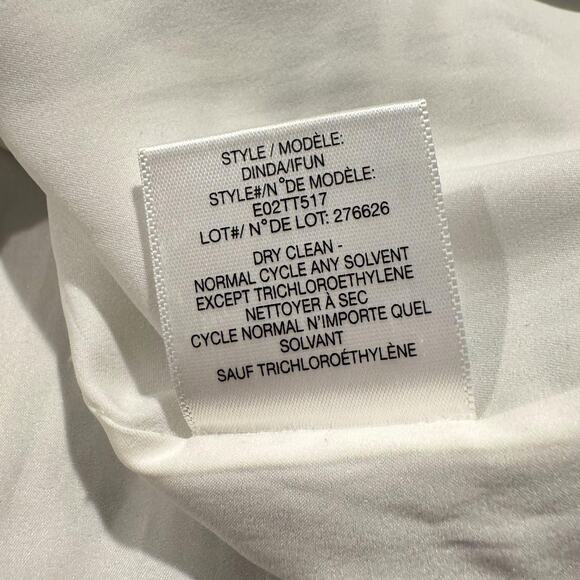 STYLE / MODÈLE:
DINDA/IFUN
STYLE#/N°DE MODÈLE:
E02TT517
LOT#/ N°DE LOT: 276626
DRY CLEAN -
NORMAL CYCLE ANY SOLVENT
EXCEPT TRICHLOROETHYLENE
NETTOYER À SEC
CYCLE NORMAL N'IMPORTE QUEL
SOLVANT
SAUF TRICHLOROÉTHYLÈNE